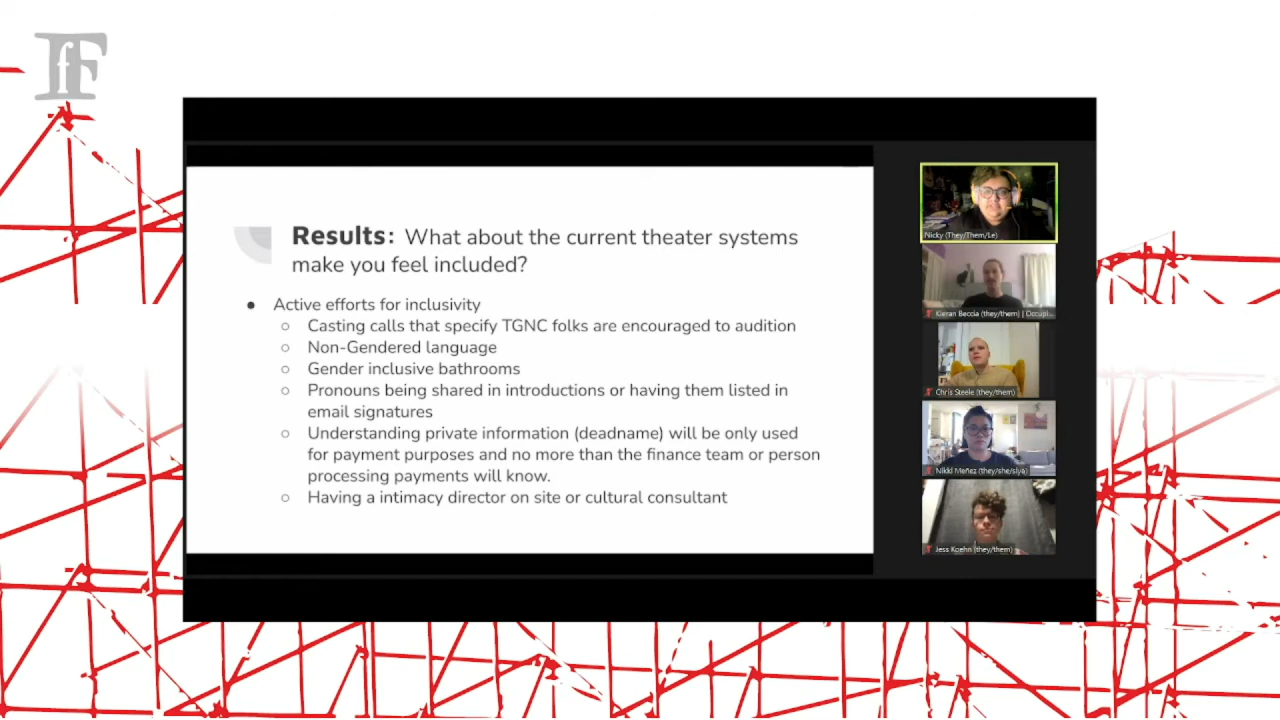 fF
Results: What about the current theater systems
make you feel included?
● Active efforts for inclusivity
○ Casting calls that specify TGNC folks are encouraged to audition
○ Non-Gendered language
○ Gender inclusive bathrooms
○ Pronouns being shared in introductions or having them listed in
email signatures
○ Understanding private information (deadname) will be only used
for payment purposes and no more than the finance team or person
processing payments will know.
○ Having a intimacy director on site or cultural consultant
Nicky (They/Them/Le)
Kieran Beccia (they/them) | Occupi...
Chris Steele (they/them)
Nikki Meñez (they/she/siya)
Jess Koehn (they/them)